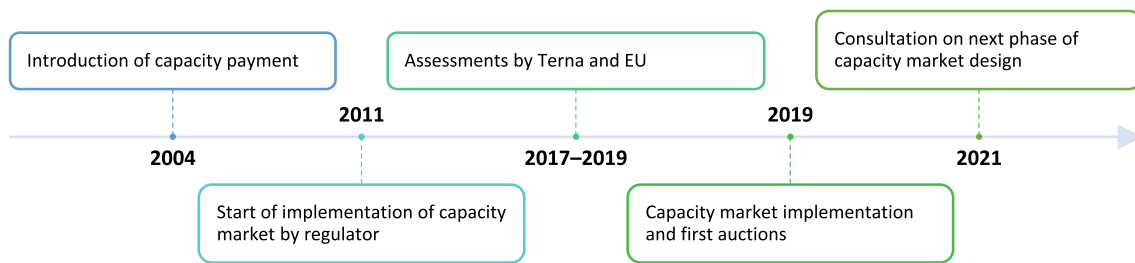 Introduction of capacity payment
2004
2011
Start of implementation of capacity
market by regulator
Assessments by Terna and EU
2017–2019
2019
Capacity market implementation
and first auctions
Consultation on next phase of
capacity market design
2021